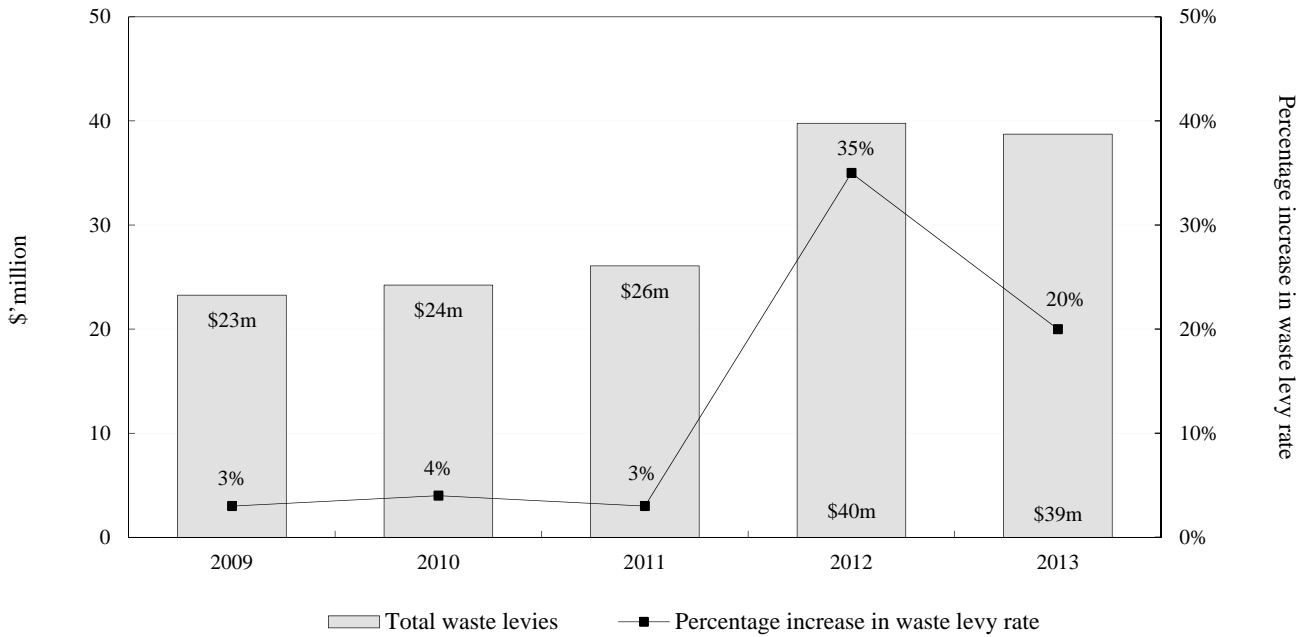 50
40
30
20
10
0
$'million
50%
40%
30%
20%
10%
0%
Percentage increase in waste levy rate
$23m
$24m
$26m
$40m
$39m
3%
4%
3%
35%
20%
2009
2010
2011
2012
2013
Total waste levies
Percentage increase in waste levy rate